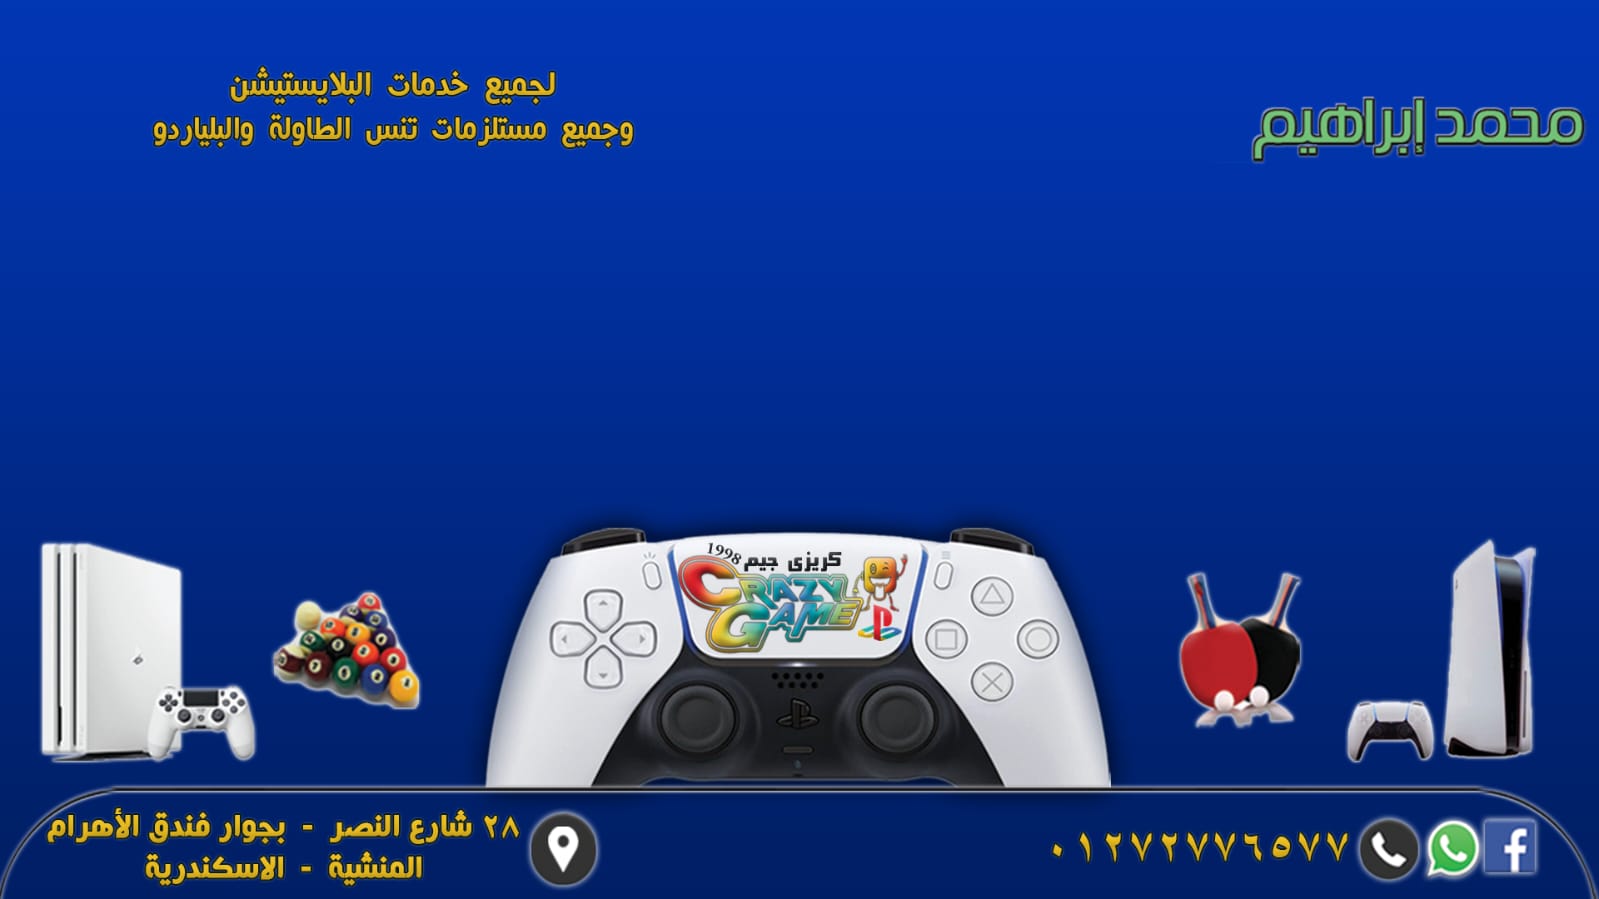 محمد إبراهيم
لجميع خدمات البلايستيشن
وجميع مستلزمات تنس الطاولة والبلياردو
1998
كريزى جيم
CRAZY
GAME
٠١٢٧٢٧٧٦٥٧٧
٢٨ شارع النصر - بجوار فندق الأهرام
المنشية - الاسكندرية